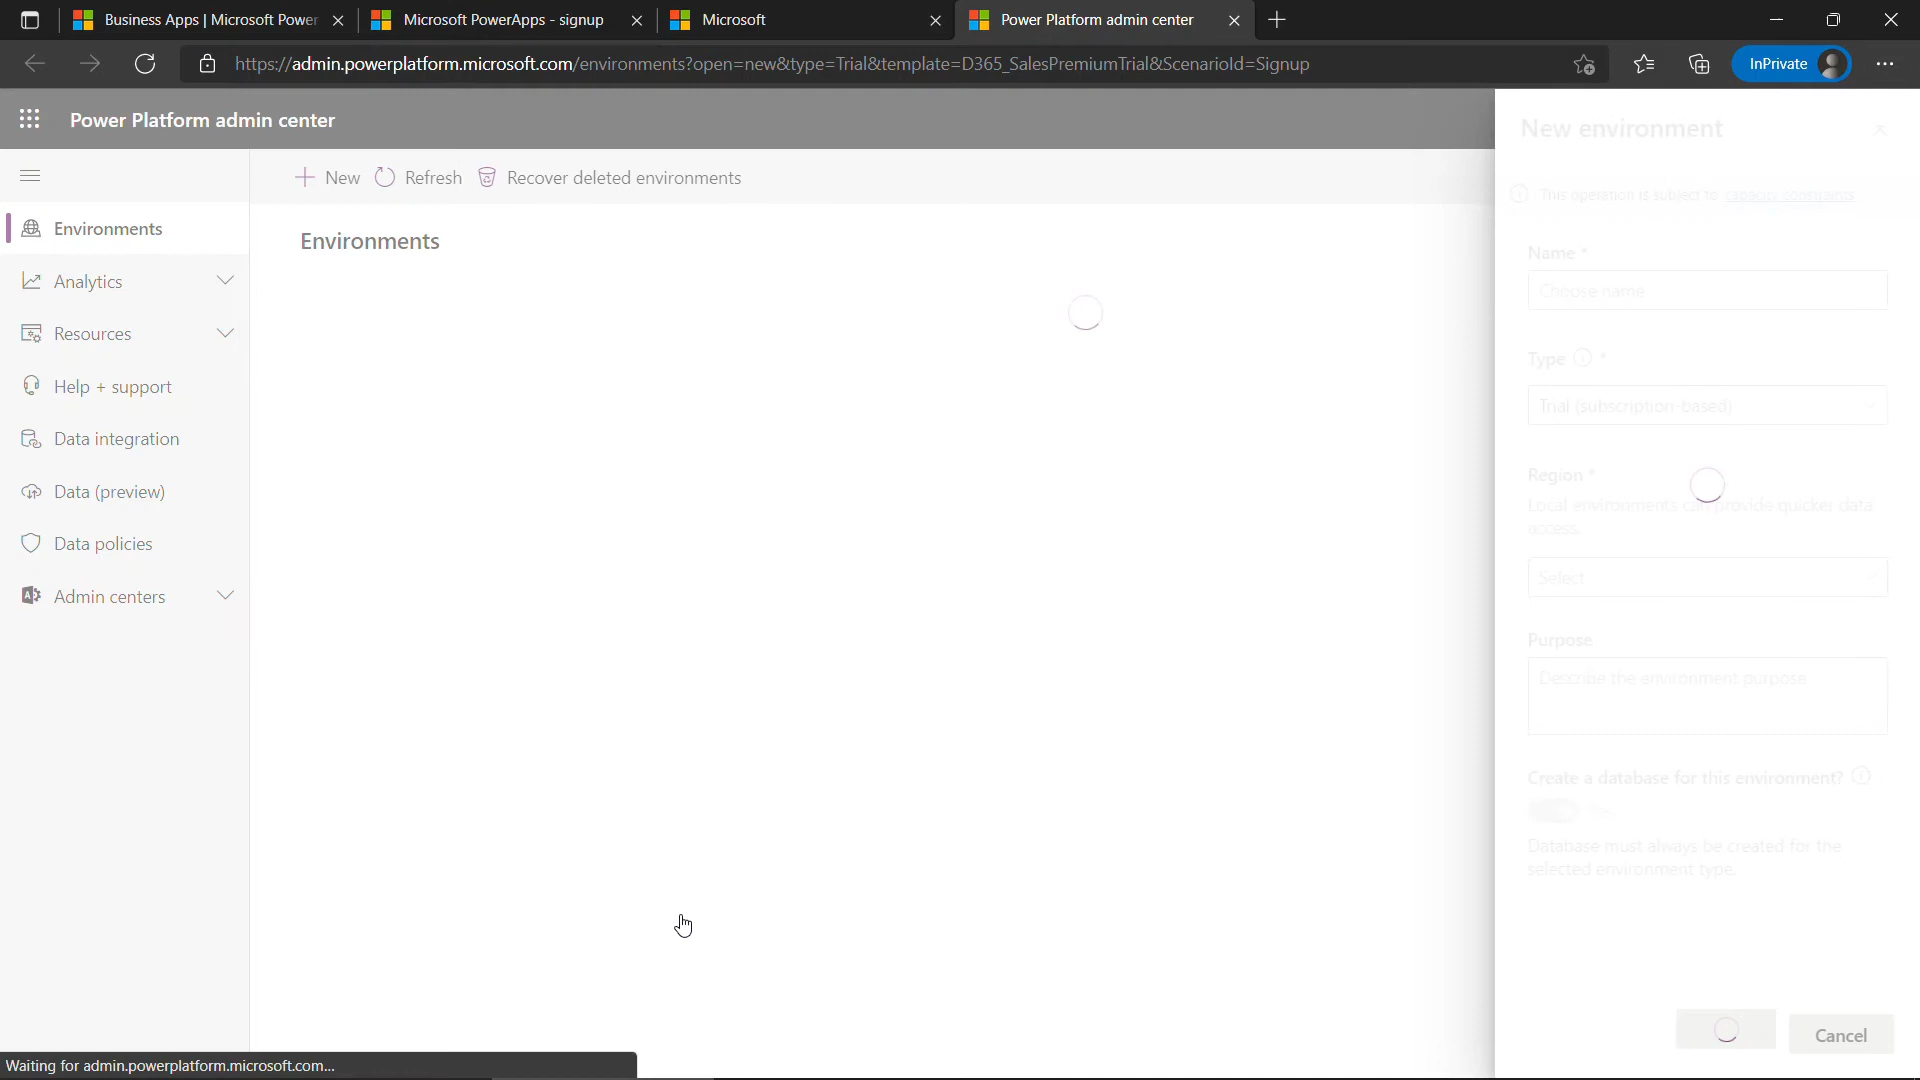 Business Apps | Microsoft Power
Microsoft PowerApps - signup
Microsoft
Power Platform admin center
https://admin.powerplatform.microsoft.com/environments?open=new&type=Trial&template=D365_SalesPremiumTrial&ScenarioId=Signup
InPrivate
Power Platform admin center
New
Refresh
Recover deleted environments
Environments
Analytics
Resources
Help + support
Data integration
Data (preview)
Data policies
Admin centers
Environments
New environment
This operation is subject to capacity constraints
Name *
Choose name
Type *
Trial (subscription-based)
Region *
Local environments can provide quicker data
access.
Select
Purpose
Describe the environment purpose
Create a database for this environment?
Database must always be created for the
selected environment type.
Cancel
Waiting for admin.powerplatform.microsoft.com...